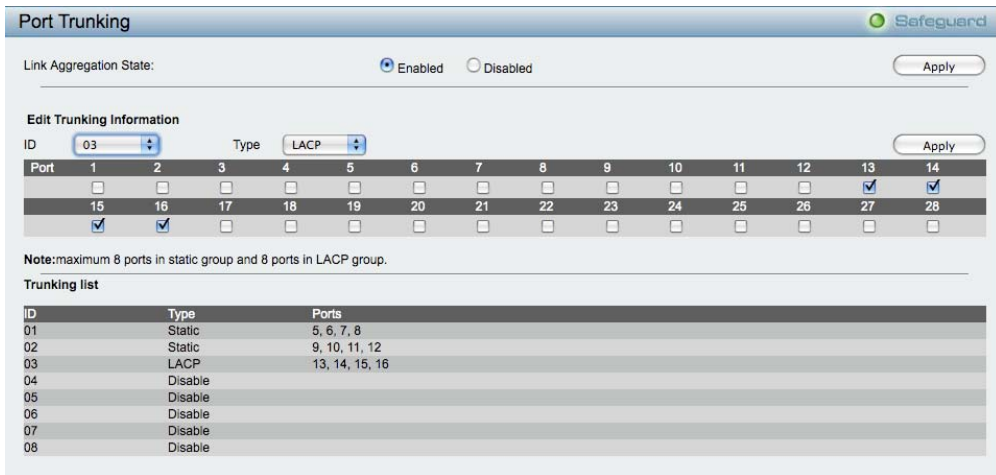 Port Trunking Safeguard
Link Aggregation State: Enabled Disabled Apply
Edit Trunking Information
ID 03 Type LACP Apply
Port 1 2 3 4 5 6 7 8 9 10 11 12 13 14
15 16 17 18 19 20 21 22 23 24 25 26 27 28
Note:maximum 8 ports in static group and 8 ports in LACP group.
Trunking list
ID Type Ports
01 Static 5, 6, 7, 8
02 Static 9, 10, 11, 12
03 LACP 13, 14, 15, 16
04 Disable
05 Disable
06 Disable
07 Disable
08 Disable